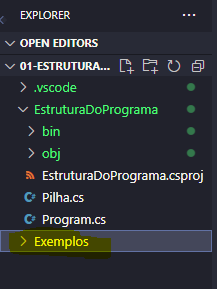 EXPLORER
OPEN EDITORS
01-ESTRUTURA...
.vscode
EstruturaDoPrograma
bin
obj
EstruturaDoPrograma.csproj
C# Pilha.cs
C# Program.cs
Exemplos